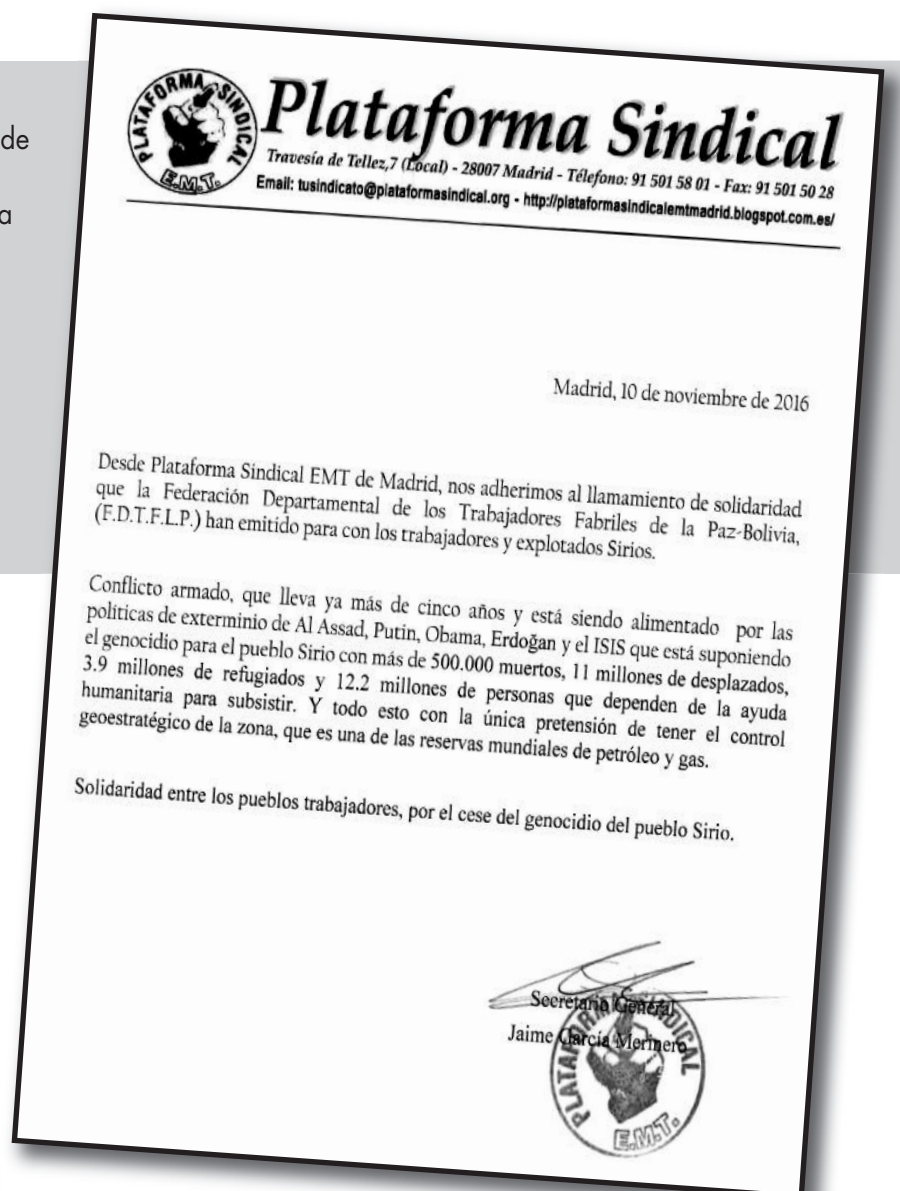 de
a
PLATAFORMA SINDICAL
E.M.T.
Plataforma Sindical
Travesía de Tellez,7 (Local) - 28007 Madrid - Télefono: 91 501 58 01 - Fax: 91 501 50 28
Email: tusindicato@plataformasindical.org - http://plataformasindicalemtmadrid.blogspot.com.es/
Madrid, 10 de noviembre de 2016
Desde Plataforma Sindical EMT de Madrid, nos adherimos al llamamiento de solidaridad
que la Federación Departamental de los Trabajadores Fabriles de la Paz-Bolivia,
(F.D.T.F.L.P.) han emitido para con los trabajadores y explotados Sirios.
Conflicto armado, que lleva ya más de cinco años y está siendo alimentado por las
políticas de exterminio de Al Assad, Putin, Obama, Erdoğan y el ISIS que está suponiendo
el genocidio para el pueblo Sirio con más de 500.000 muertos, 11 millones de desplazados,
3.9 millones de refugiados y 12.2 millones de personas que dependen de la ayuda
humanitaria para subsistir. Y todo esto con la única pretensión de tener el control
geoestratégico de la zona, que es una de las reservas mundiales de petróleo y gas.
Solidaridad entre los pueblos trabajadores, por el cese del genocidio del pueblo Sirio.
Secretario General
Jaime García Merinero
PLATAFORMA SINDICAL
E.M.T.